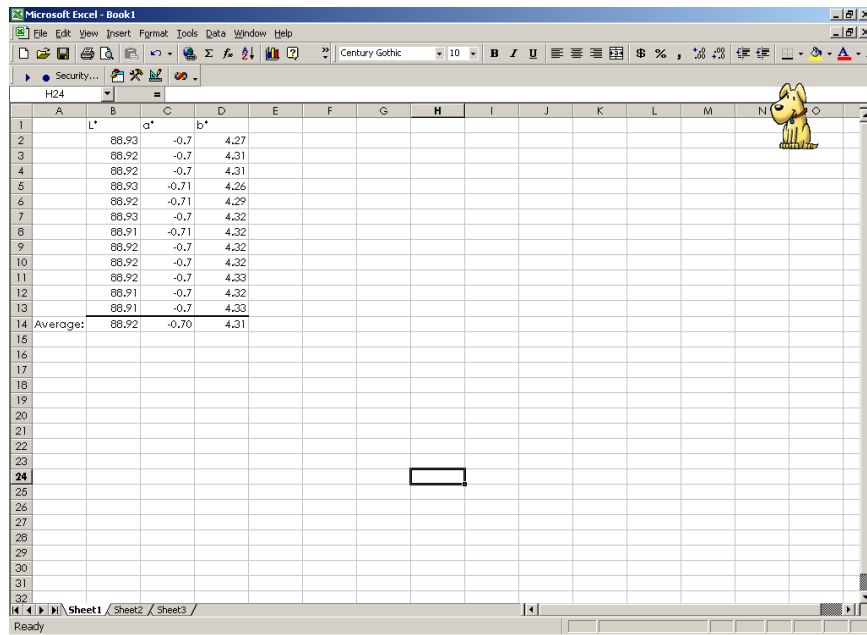 Microsoft Excel - Book1
File Edit View Insert Format Tools Data Window Help
Century Gothic 10 B I U $ % ,
Security...
H24 =
A B C D E F G H I J K L M N O
1 L* a* b*
2 88.93 -0.7 4.27
3 88.92 -0.7 4.31
4 88.92 -0.7 4.31
5 88.93 -0.71 4.26
6 88.92 -0.71 4.29
7 88.93 -0.7 4.32
8 88.91 -0.71 4.32
9 88.92 -0.7 4.32
10 88.92 -0.7 4.32
11 88.92 -0.7 4.33
12 88.91 -0.7 4.32
13 88.91 -0.7 4.33
14 Average: 88.92 -0.70 4.31
15
16
17
18
19
20
21
22
23
24
25
26
27
28
29
30
31
32
Sheet1 Sheet2 Sheet3
Ready